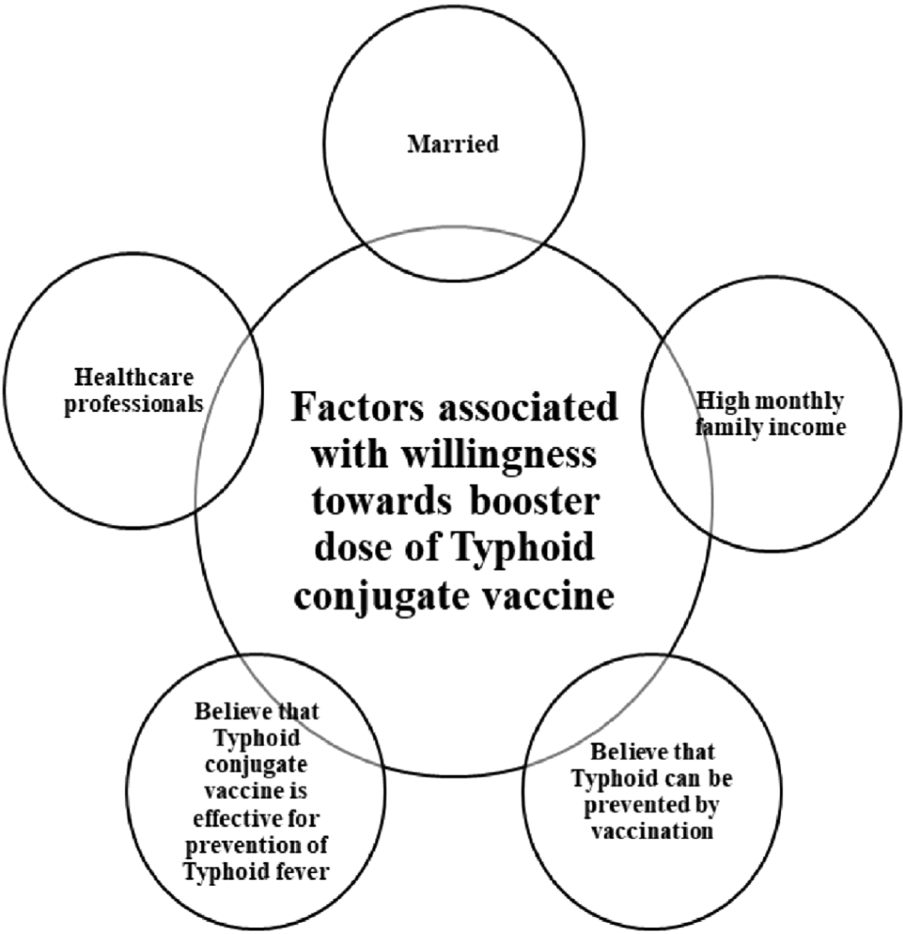 Married
Healthcare
professionals
Factors associated
with willingness
towards booster
dose of Typhoid
conjugate vaccine
High monthly
family income
Believe that
Typhoid
conjugate
vaccine is
effective for
prevention of
Typhoid fever
Believe that
Typhoid can be
prevented by
vaccination